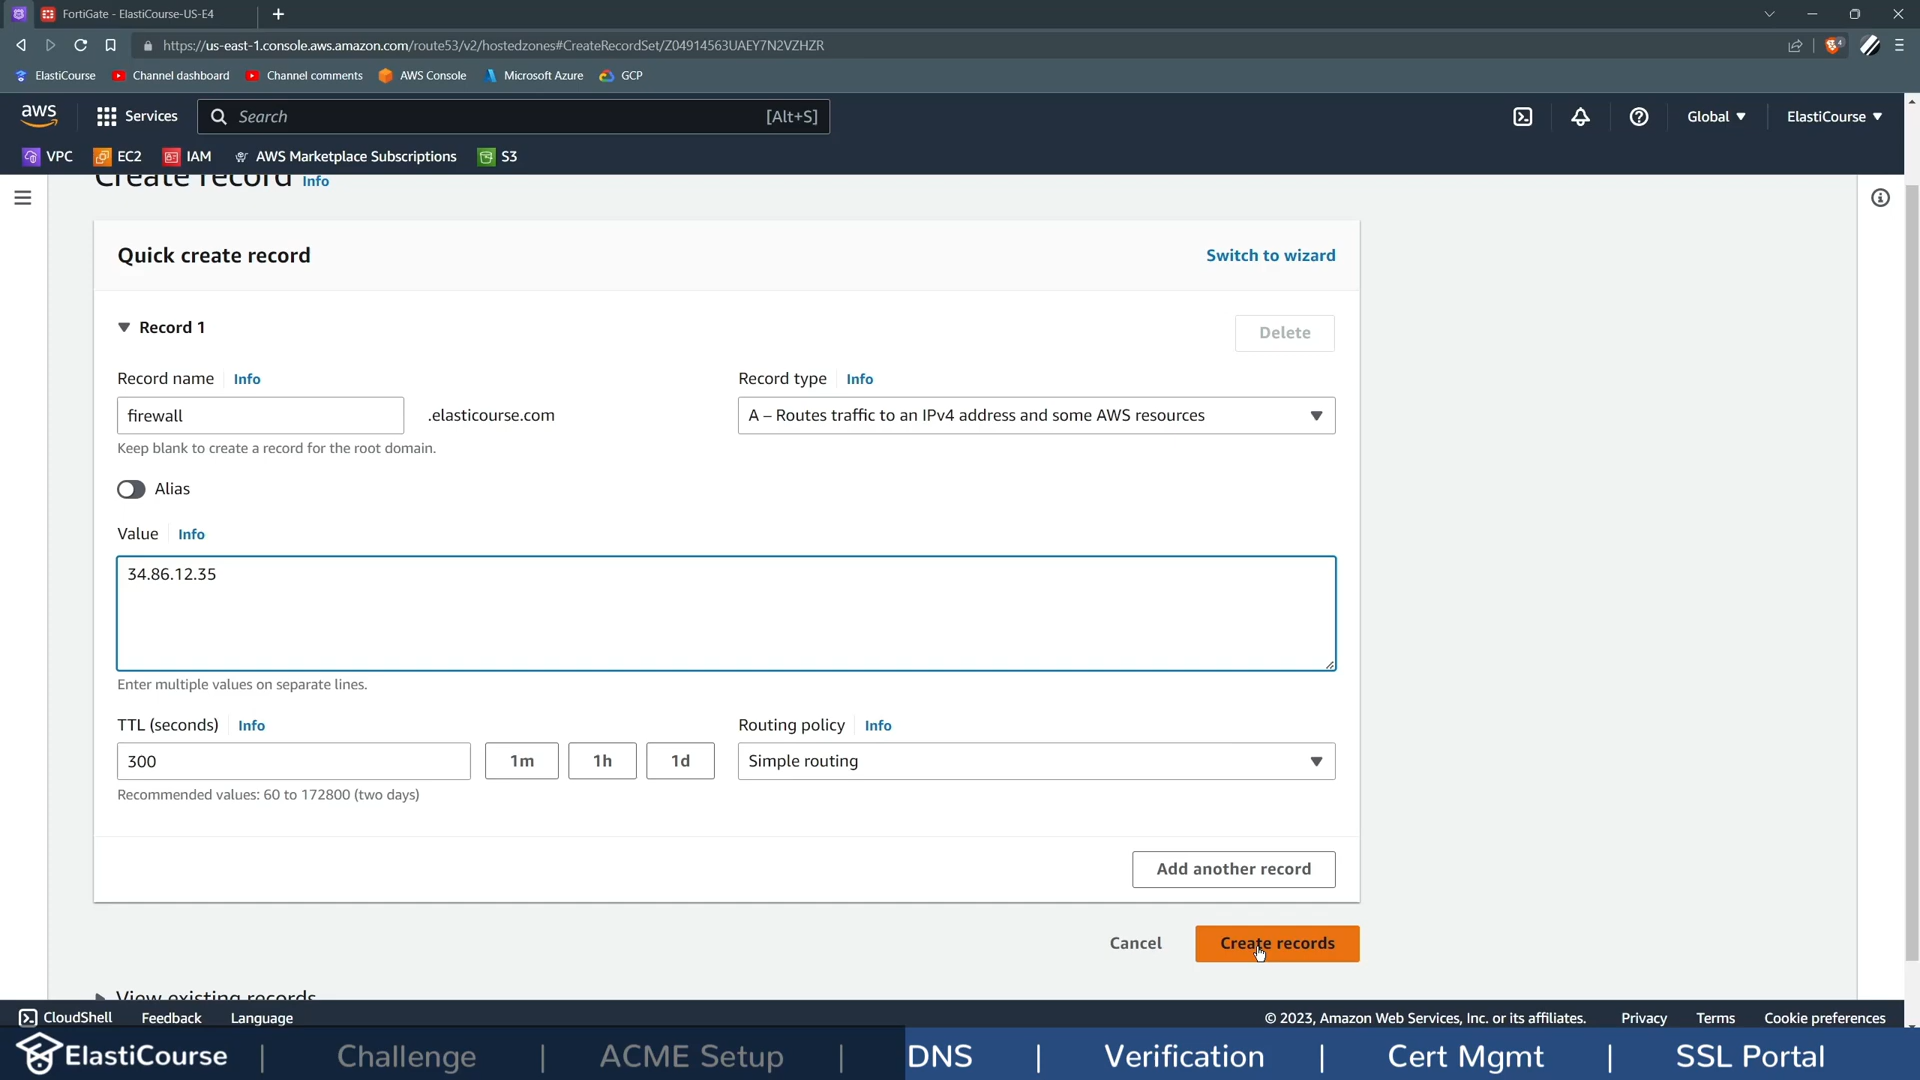 FortiGate - ElastiCourse-US-E4
https://us-east-1.console.aws.amazon.com/route53/v2/hostedzones#CreateRecordSet/Z04914563UAEY7N2VZHZR
4
ElastiCourse
Channel dashboard
Channel comments
AWS Console
Microsoft Azure
GCP
aws
Services
Search
[Alt+S]
Global
ElastiCourse
VPC
EC2
IAM
AWS Marketplace Subscriptions
S3
Create record Info
Quick create record
Switch to wizard
Record 1
Delete
Record name Info
Record type Info
firewall
.elasticourse.com
A – Routes traffic to an IPv4 address and some AWS resources
Keep blank to create a record for the root domain.
Alias
Value Info
34.86.12.35
Enter multiple values on separate lines.
TTL (seconds) Info
Routing policy Info
300
1m
1h
1d
Simple routing
Recommended values: 60 to 172800 (two days)
Add another record
Cancel
Create records
View existing records
CloudShell
Feedback
Language
© 2023, Amazon Web Services, Inc. or its affiliates.
Privacy
Terms
Cookie preferences
ElastiCourse | Challenge | ACME Setup | DNS | Verification | Cert Mgmt | SSL Portal